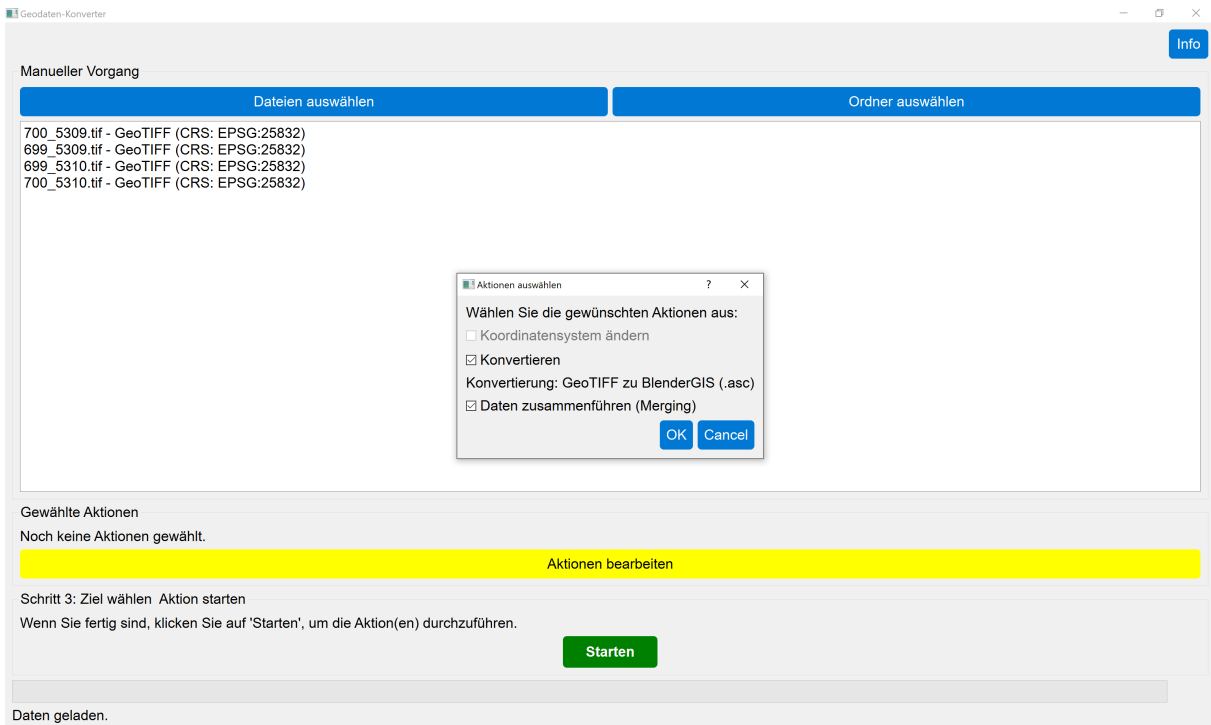 Geodaten-Konverter
Info
Manueller Vorgang
Dateien auswählen
Ordner auswählen
700_5309.tif - GeoTIFF (CRS: EPSG:25832)
699_5309.tif - GeoTIFF (CRS: EPSG:25832)
699_5310.tif - GeoTIFF (CRS: EPSG:25832)
700_5310.tif - GeoTIFF (CRS: EPSG:25832)
Aktionen auswählen
?
Wählen Sie die gewünschten Aktionen aus:
Koordinatensystem ändern
Konvertieren
Konvertierung: GeoTIFF zu BlenderGIS (.asc)
Daten zusammenführen (Merging)
OK
Cancel
Gewählte Aktionen
Noch keine Aktionen gewählt.
Aktionen bearbeiten
Schritt 3: Ziel wählen  Aktion starten
Wenn Sie fertig sind, klicken Sie auf 'Starten', um die Aktion(en) durchzuführen.
Starten
Daten geladen.